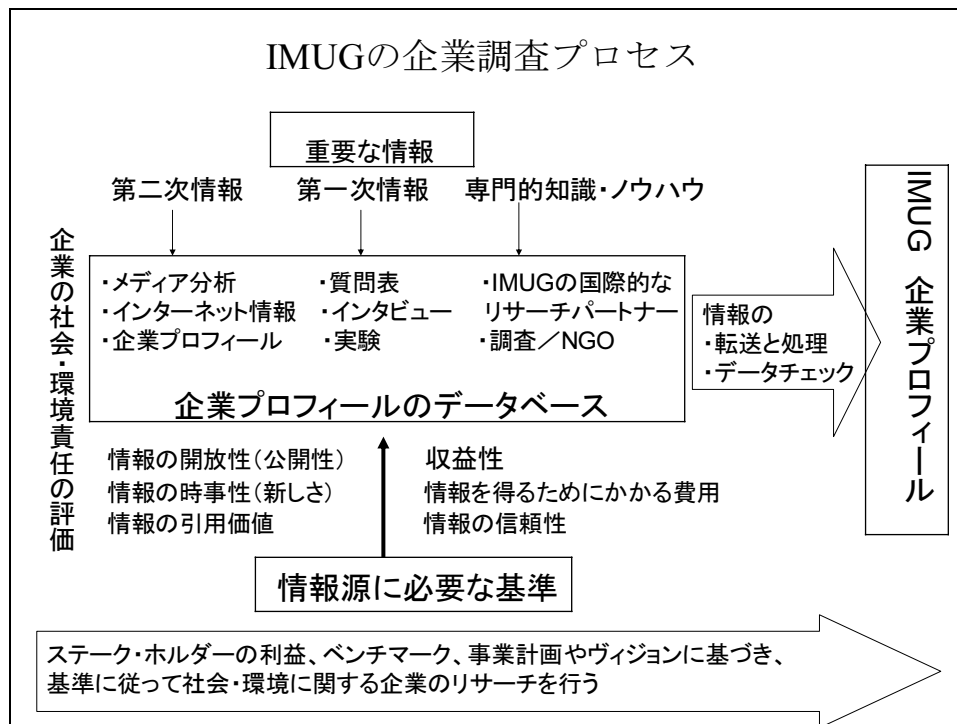 IMUGの企業調査プロセス
重要な情報
第二次情報
第一次情報
専門的知識・ノウハウ
企業の社会・環境責任の評価
・メディア分析
・インターネット情報
・企業プロフィール
・質問表
・インタビュー
・実験
・IMUGの国際的な
リサーチパートナー
・調査／NGO
企業プロフィールのデータベース
情報の
・転送と処理
・データチェック
IMUG 企業プロフィール
情報の開放性(公開性)
情報の時事性(新しさ)
情報の引用価値
収益性
情報を得るためにかかる費用
情報の信頼性
情報源に必要な基準
ステーク・ホルダーの利益、ベンチマーク、事業計画やヴィジョンに基づき、
基準に従って社会・環境に関する企業のリサーチを行う